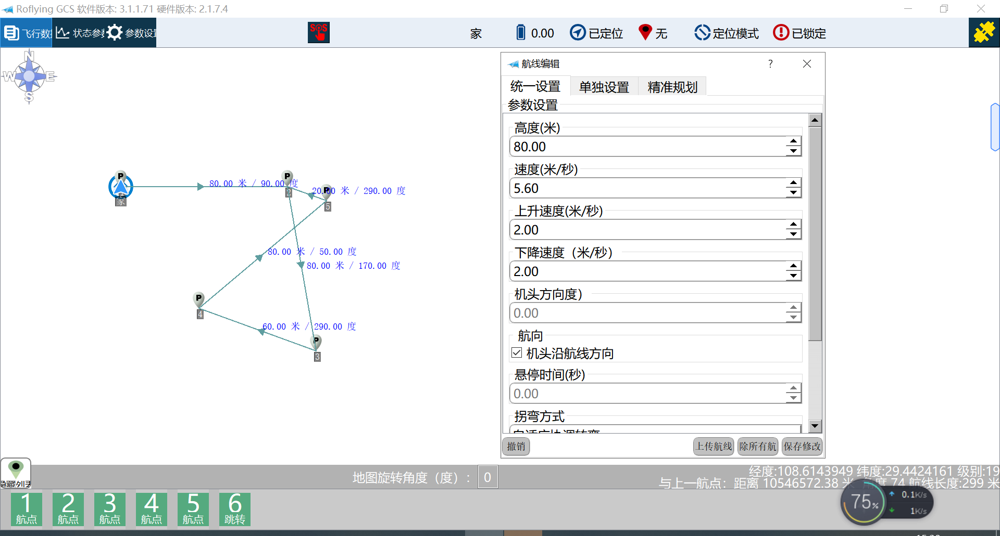 Roflying GCS 软件版本: 3.1.1.71 硬件版本: 2.1.7.4
飞行数
状态参
参数设置
SOS
家
0.00
已定位
无
定位模式
已锁定
N
W
E
S
航线编辑
?
统一设置
单独设置
精准规划
参数设置
高度(米)
80.00
速度(米/秒)
5.60
上升速度(米/秒)
2.00
下降速度（米/秒）
2.00
机头方向度）
0.00
航向
机头沿航线方向
悬停时间(秒)
0.00
拐弯方式
自适应协调转弯
撤销
上传航线
除所有航
保存修改
P
家
80.00 米 / 90.00 度
P
2
20.00 米 / 290.00 度
P
5
80.00 米 / 50.00 度
80.00 米 / 170.00 度
P
4
60.00 米 / 290.00 度
P
3
隐藏列表
地图旋转角度（度）：
0
经度:108.6143949 纬度:29.4424161 级别:19
与上一航点：距离 10546572.38 米 角度 74 航线长度:299 米
1
航点
2
航点
3
航点
4
航点
5
航点
6
跳转
75%
0.1K/s
1K/s